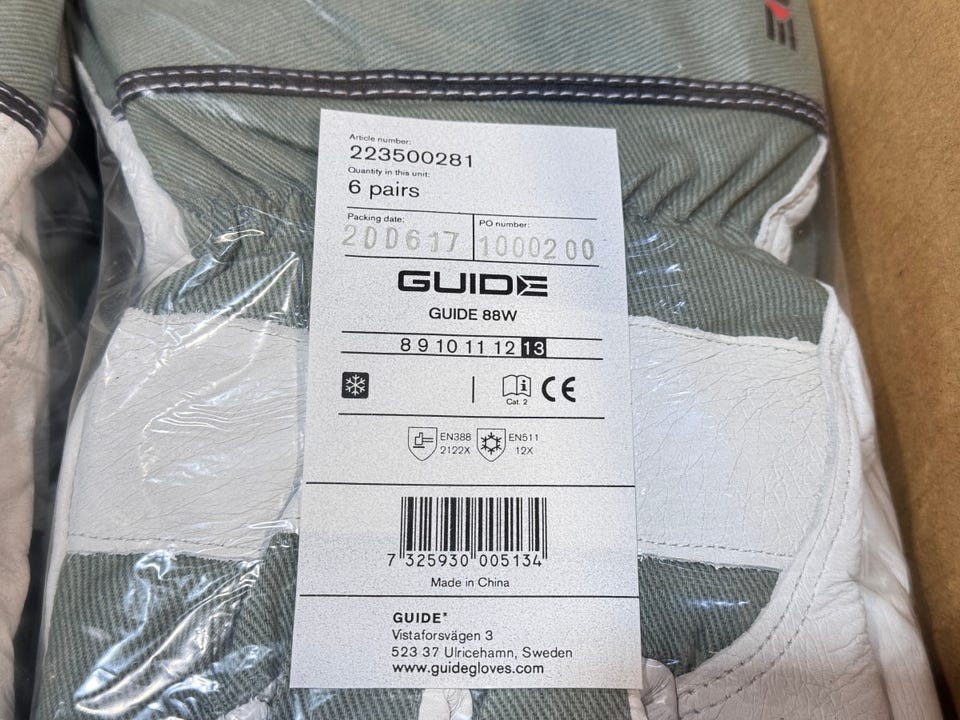 Article number:
223500281
Quantity in this unit:
6 pairs
Packing date:
200617
PO number:
1000200
GUIDE
GUIDE 88W
8 9 10 11 12 13
Cat. 2
CE
EN388
2122X
EN511
12X
7 325930 005134
Made in China
GUIDE®
Vistaforsvägen 3
523 37 Ulricehamn, Sweden
www.guidegloves.com